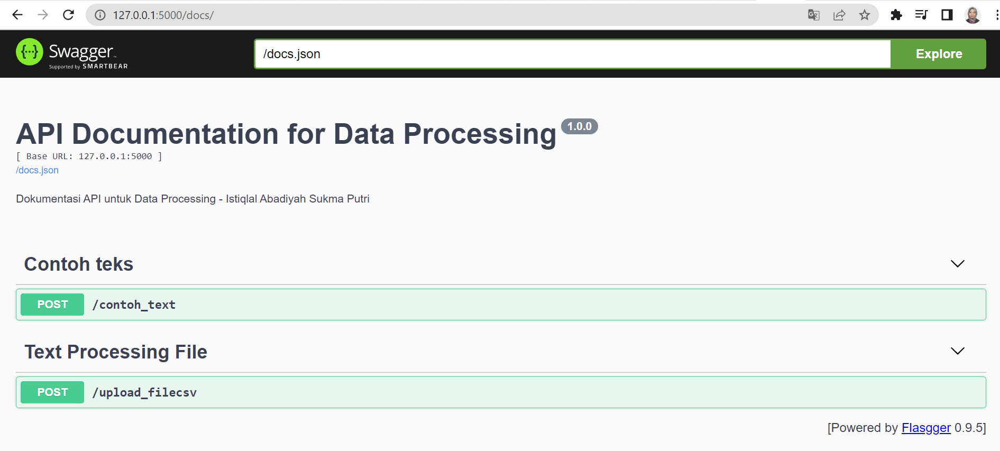 127.0.0.1:5000/docs/
{···} Swagger™
Supported by SMARTBEAR
/docs.json
Explore
API Documentation for Data Processing 1.0.0
[ Base URL: 127.0.0.1:5000 ]
/docs.json
Dokumentasi API untuk Data Processing - Istiqlal Abadiyah Sukma Putri
Contoh teks
POST /contoh_text
Text Processing File
POST /upload_filecsv
[Powered by Flasgger 0.9.5]